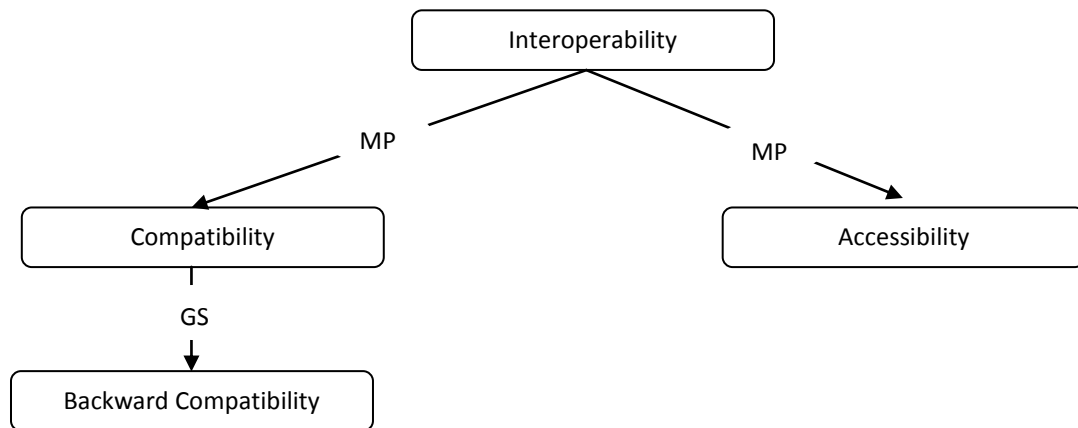 Interoperability
MP
MP
Compatibility
Accessibility
GS
Backward Compatibility